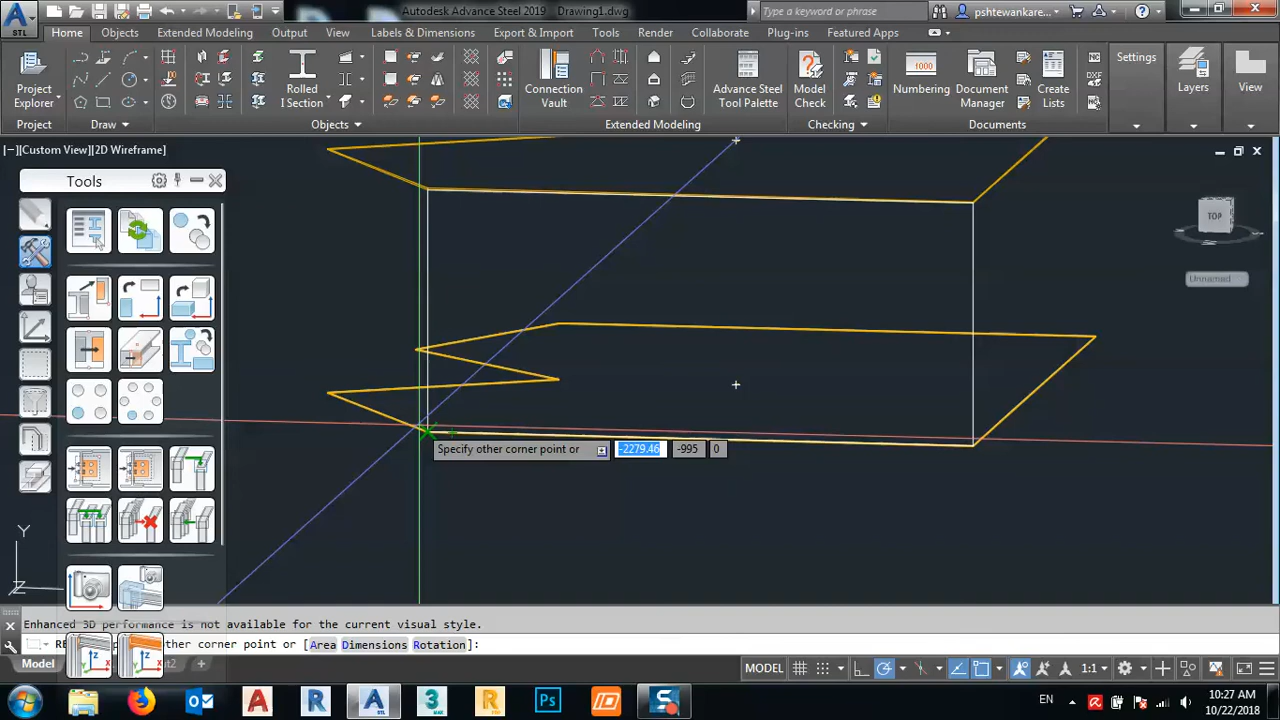 Autodesk Advance Steel 2019    Drawing1.dwg
Type a keyword or phrase
pshtewankare...
STL
Home Objects Extended Modeling Output View Labels & Dimensions Export & Import Tools Render Collaborate Plug-ins Featured Apps
Project
Explorer
Project
Draw
Rolled
I Section
Objects
Connection
Vault
Extended Modeling
Advance Steel
Tool Palette
Model
Check
Checking
1000
Numbering
Document
Manager
DXF
Create
Lists
Documents
Settings
Layers
View
[−][Custom View][2D Wireframe]
Tools
TOP
Unnamed
Specify other corner point or -2279.46 -995 0
Y
Z
Enhanced 3D performance is not available for the current visual style.
other corner point or [Area Dimensions Rotation]:
Model
MODEL 1:1
EN
10:27 AM
10/22/2018